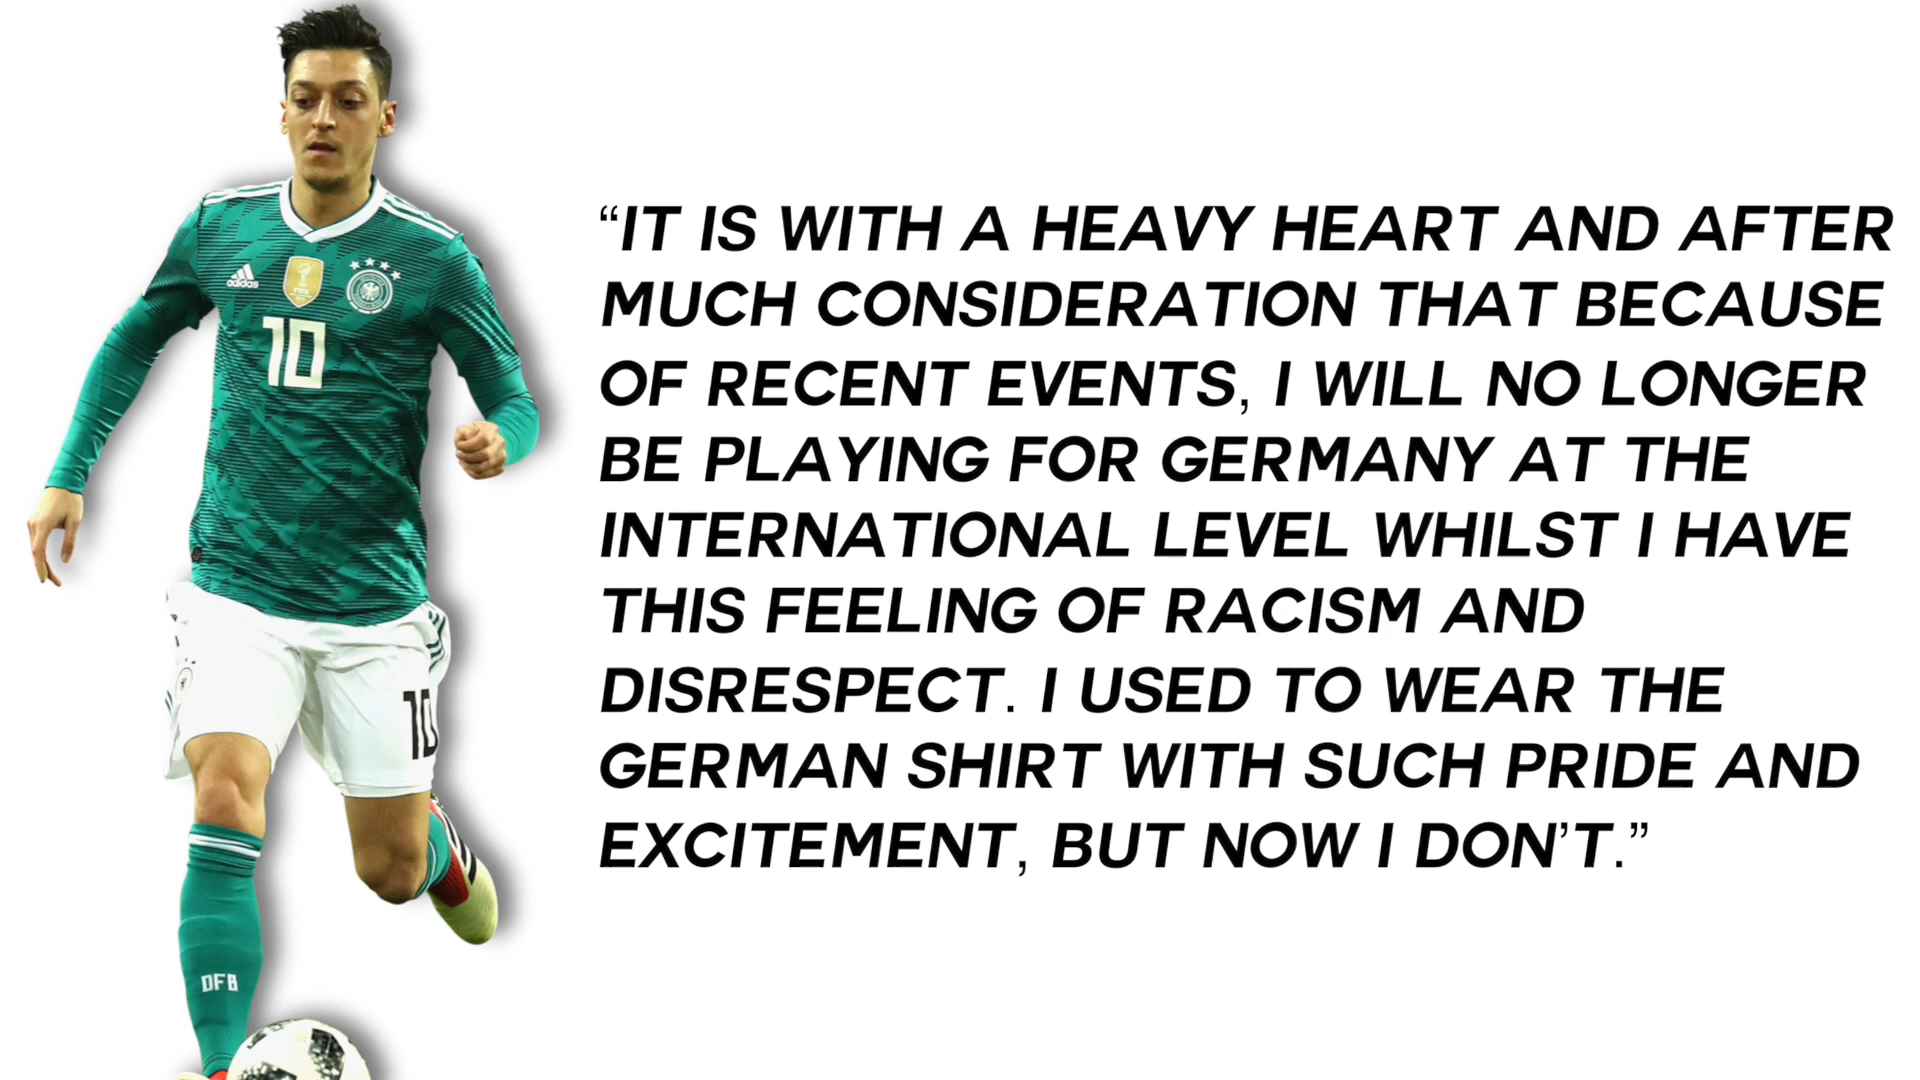 adidas
FIFA
10
10
DFB
“IT IS WITH A HEAVY HEART AND AFTER
MUCH CONSIDERATION THAT BECAUSE
OF RECENT EVENTS, I WILL NO LONGER
BE PLAYING FOR GERMANY AT THE
INTERNATIONAL LEVEL WHILST I HAVE
THIS FEELING OF RACISM AND
DISRESPECT. I USED TO WEAR THE
GERMAN SHIRT WITH SUCH PRIDE AND
EXCITEMENT, BUT NOW I DON’T.”